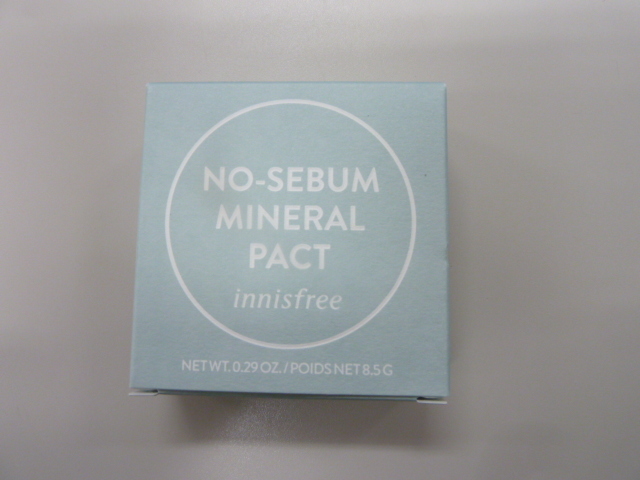 NO-SEBUM
MINERAL
PACT
innisfree
NET WT. 0.29 OZ. / POIDS NET 8.5 G